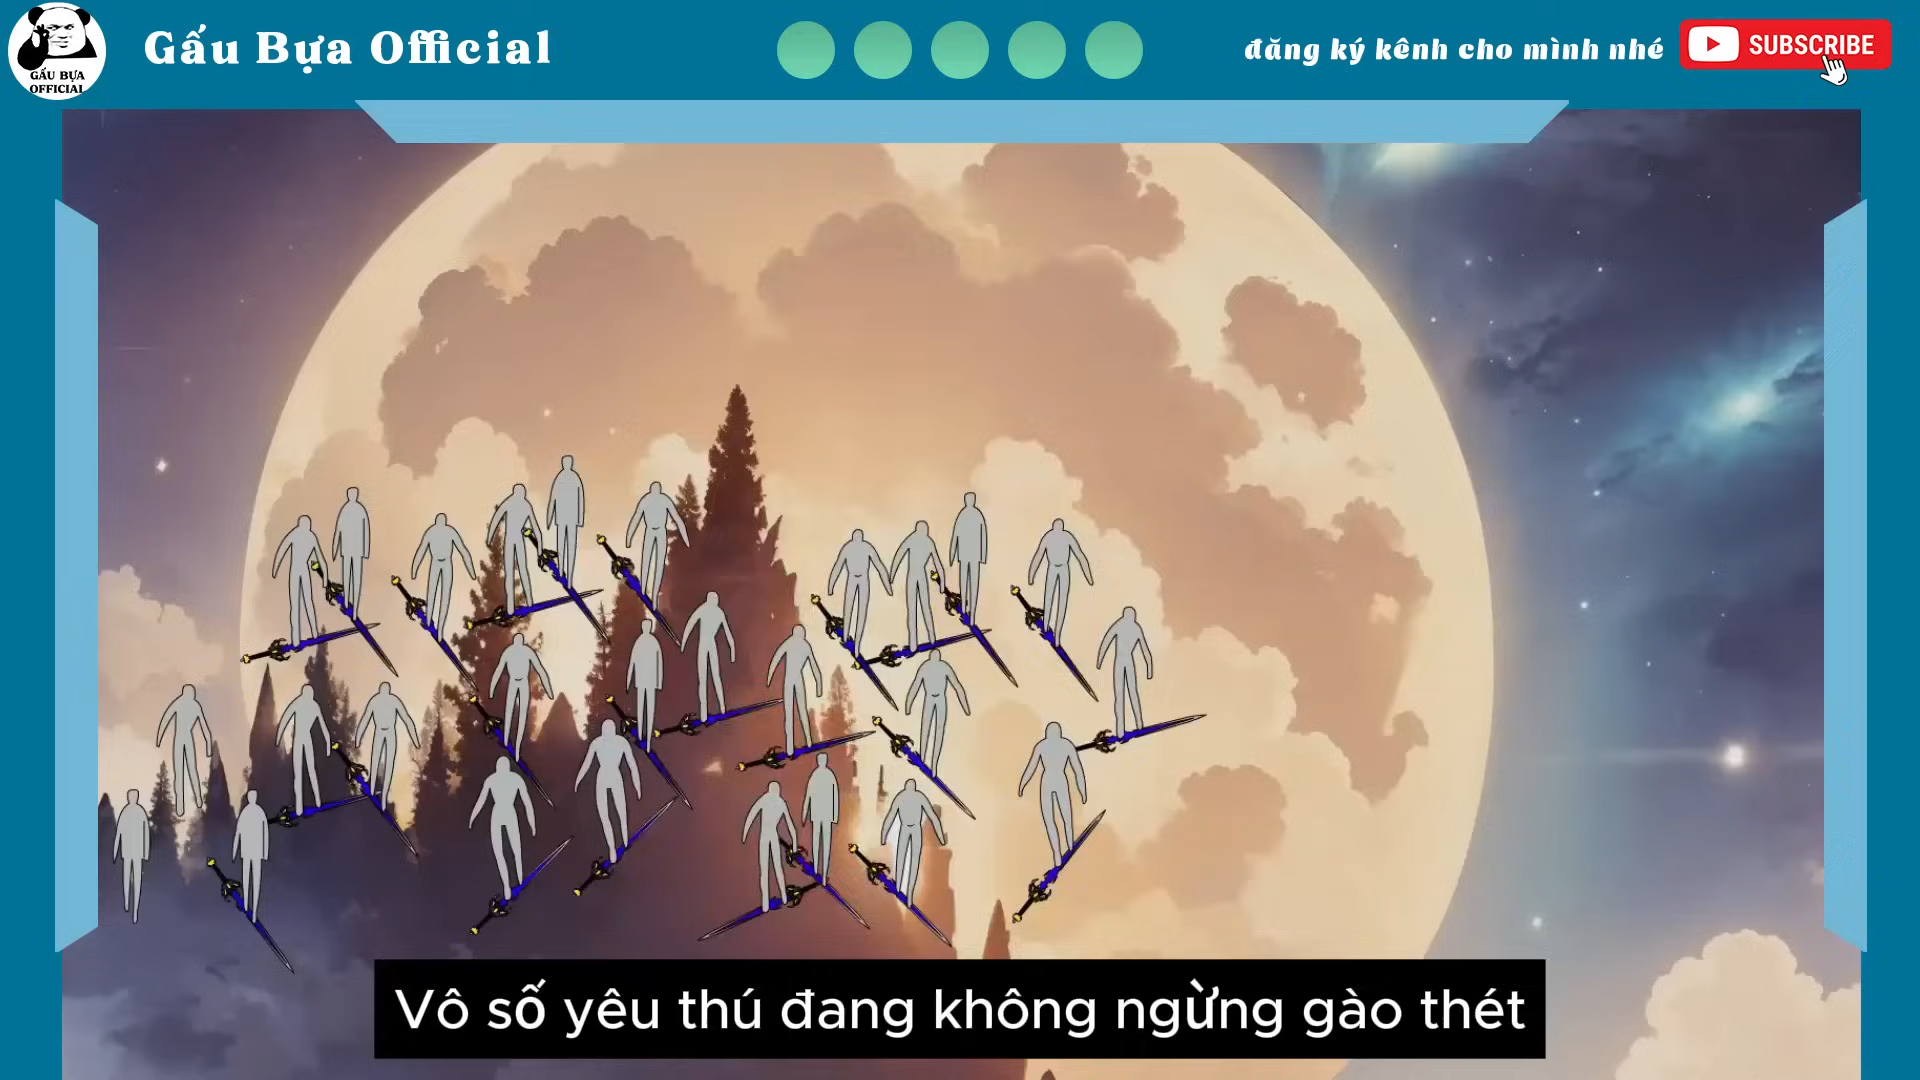 GẤU BỰA
OFFICIAL
Gấu Bựa Official
đăng ký kênh cho mình nhé
SUBSCRIBE
Vô số yêu thú đang không ngừng gào thét